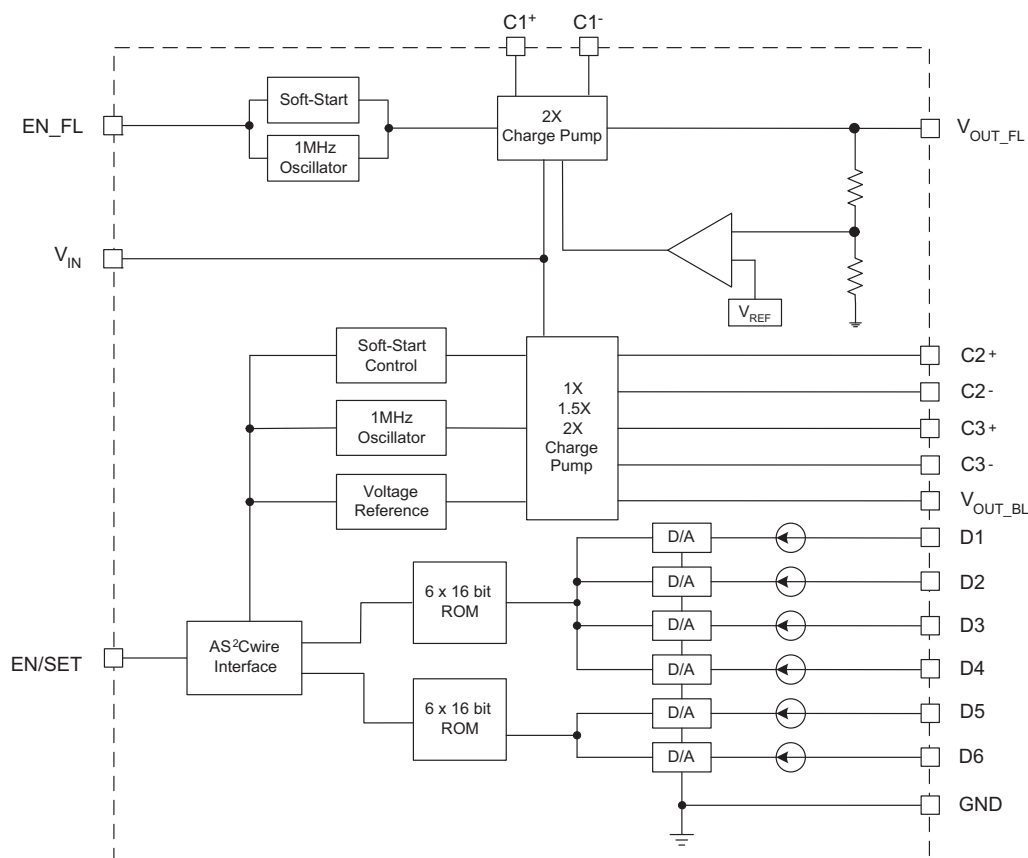 C1+ C1-
EN_FL
Soft-Start
1MHz
Oscillator
2X
Charge Pump
VOUT_FL
VIN
VREF
Soft-Start
Control
1MHz
Oscillator
Voltage
Reference
1X
1.5X
2X
Charge
Pump
C2+
C2-
C3+
C3-
VOUT_BL
EN/SET
AS²Cwire
Interface
6 x 16 bit
ROM
6 x 16 bit
ROM
D/A
D1
D/A
D2
D/A
D3
D/A
D4
D/A
D5
D/A
D6
GND